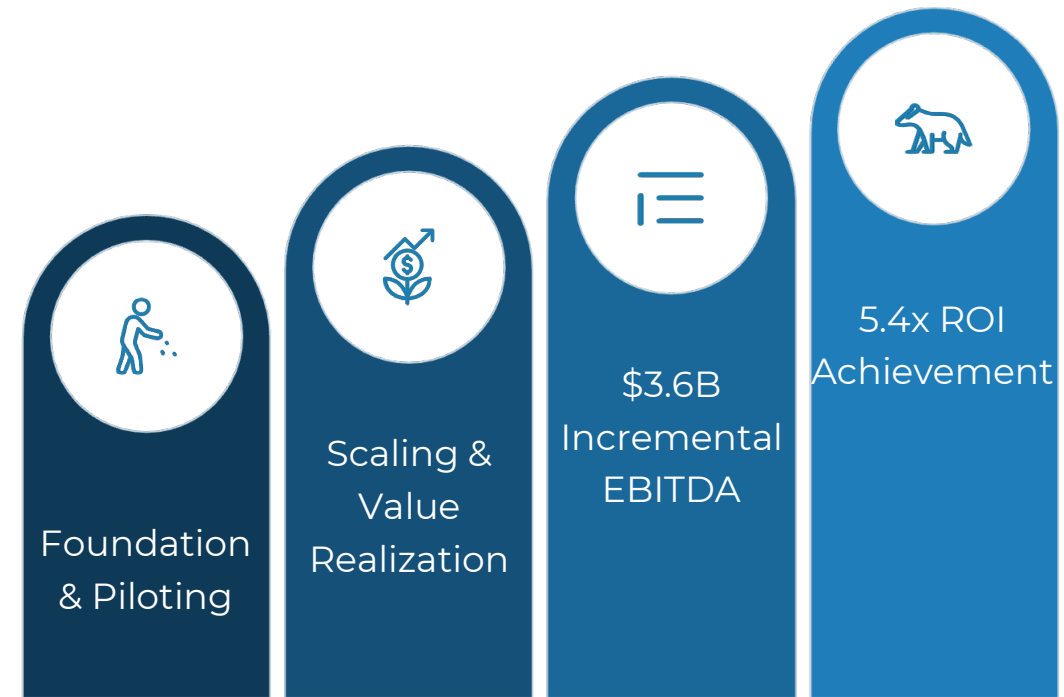 Foundation
& Piloting
Scaling &
Value
Realization
$3.6B
Incremental
EBITDA
5.4x ROI
Achievement